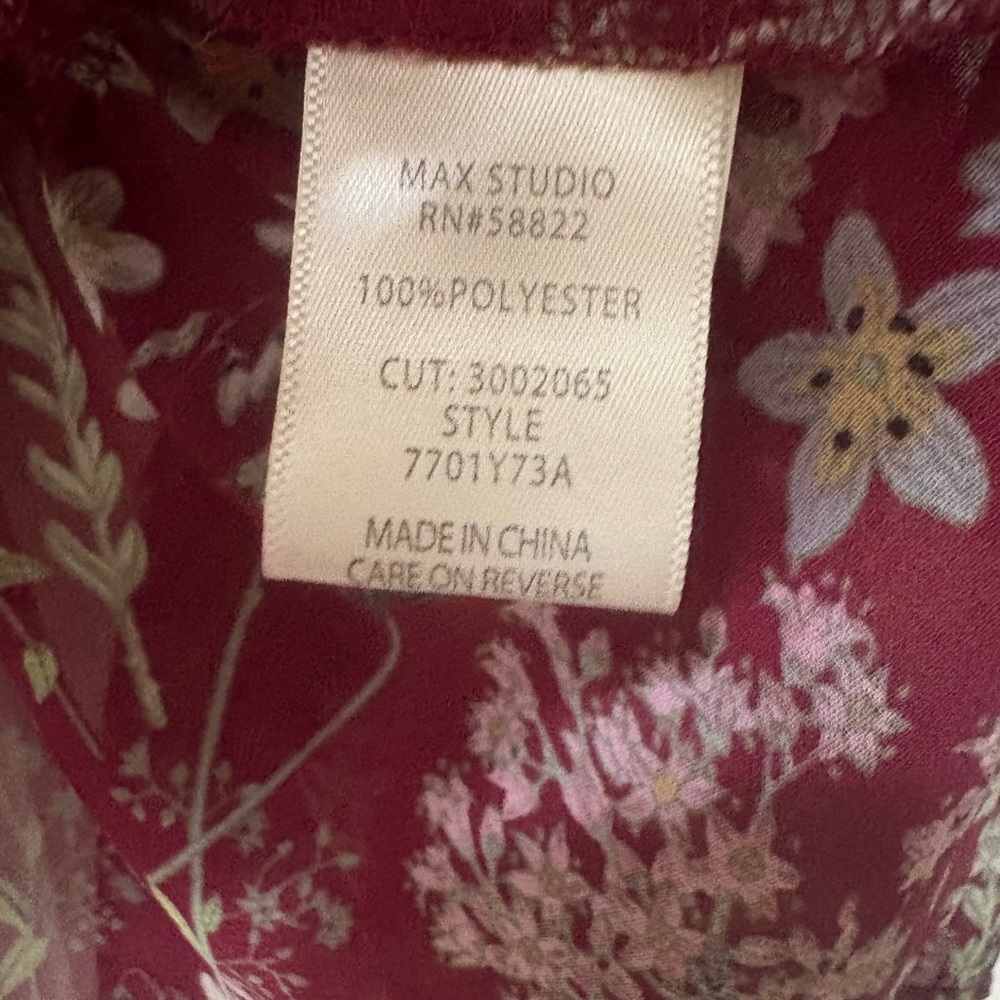 MAX STUDIO
RN#58822
100%POLYESTER
CUT: 3002065
STYLE
7701Y73A
MADE IN CHINA
CARE ON REVERSE